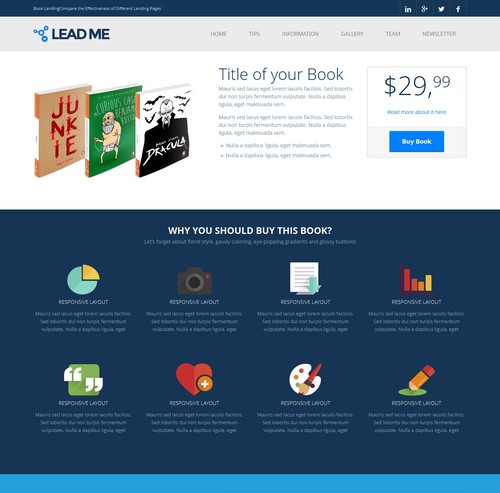 Book LandingCompare the Effectiveness of Different Landing Pages
LEAD ME
HOME
TIPS
INFORMATION
GALLERY
TEAM
NEWSLETTER
Title of your Book
Mauris sed lacus eget lorem iaculis facilisis. Sed lobortis
dui non turpis fermentum vulputate. Nulla a dapibus
ligula, eget malesuada sem.
Mauris sed lacus eget lorem iaculis facilisis. Sed lobortis
dui non turpis fermentum vulputate. Nulla a dapibus
ligula, eget malesuada sem.
• Nulla a dapibus ligula, eget malesuada sem.
• Nulla a dapibus ligula, eget malesuada sem.
$29,99
Read more about it here
Buy Book
JUNKIE
DRACULA
WHY YOU SHOULD BUY THIS BOOK?
Let's forget about florid style, gaudy coloring, eye-popping gradients and glossy buttons!
RESPONSIVE LAYOUT
Mauris sed lacus eget lorem iaculis facilisis.
Sed lobortis dui non turpis fermentum
vulputate. Nulla a dapibus ligula, eget
RESPONSIVE LAYOUT
Mauris sed lacus eget lorem iaculis facilisis.
Sed lobortis dui non turpis fermentum
vulputate. Nulla a dapibus ligula, eget
RESPONSIVE LAYOUT
Mauris sed lacus eget lorem iaculis facilisis.
Sed lobortis dui non turpis fermentum
vulputate. Nulla a dapibus ligula, eget
RESPONSIVE LAYOUT
Mauris sed lacus eget lorem iaculis facilisis.
Sed lobortis dui non turpis fermentum
vulputate. Nulla a dapibus ligula, eget
RESPONSIVE LAYOUT
Mauris sed lacus eget lorem iaculis facilisis.
Sed lobortis dui non turpis fermentum
vulputate. Nulla a dapibus ligula, eget
RESPONSIVE LAYOUT
Mauris sed lacus eget lorem iaculis facilisis.
Sed lobortis dui non turpis fermentum
vulputate. Nulla a dapibus ligula, eget
RESPONSIVE LAYOUT
Mauris sed lacus eget lorem iaculis facilisis.
Sed lobortis dui non turpis fermentum
vulputate. Nulla a dapibus ligula, eget
RESPONSIVE LAYOUT
Mauris sed lacus eget lorem iaculis facilisis.
Sed lobortis dui non turpis fermentum
vulputate. Nulla a dapibus ligula, eget